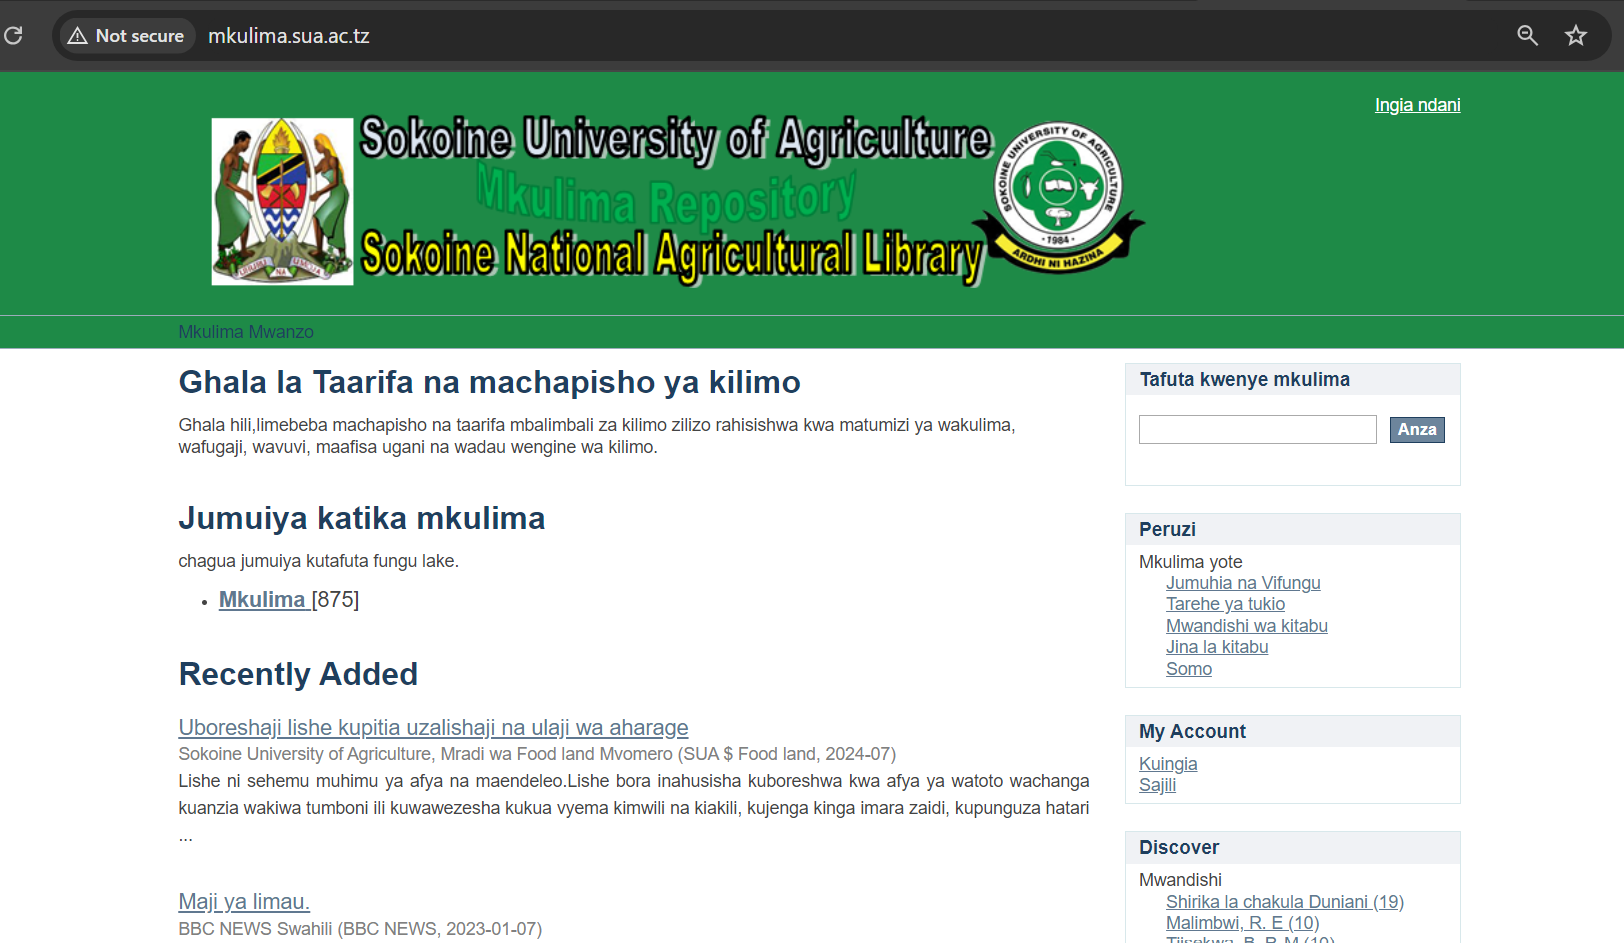 Not secure mkulima.sua.ac.tz
Ingia ndani
Sokoine University of Agriculture
Mkulima Repository
Sokoine National Agricultural Library
SOKOINE UNIVERSITY OF AGRICULTURE
• 1984 •
ARDHI NI HAZINA
UHURU NA UMOJA
Mkulima Mwanzo
Ghala la Taarifa na machapisho ya kilimo
Ghala hili,limebeba machapisho na taarifa mbalimbali za kilimo zilizo rahisishwa kwa matumizi ya wakulima,
wafugaji, wavuvi, maafisa ugani na wadau wengine wa kilimo.
Jumuiya katika mkulima
chagua jumuiya kutafuta fungu lake.
• Mkulima [875]
Recently Added
Uboreshaji lishe kupitia uzalishaji na ulaji wa aharage
Sokoine University of Agriculture, Mradi wa Food land Mvomero (SUA $ Food land, 2024-07)
Lishe ni sehemu muhimu ya afya na maendeleo.Lishe bora inahusisha kuboreshwa kwa afya ya watoto wachanga
kuanzia wakiwa tumboni ili kuwawezesha kukua vyema kimwili na kiakili, kujenga kinga imara zaidi, kupunguza hatari
...
Maji ya limau.
BBC NEWS Swahili (BBC NEWS, 2023-01-07)
Tafuta kwenye mkulima
Anza
Peruzi
Mkulima yote
Jumuhia na Vifungu
Tarehe ya tukio
Mwandishi wa kitabu
Jina la kitabu
Somo
My Account
Kuingia
Sajili
Discover
Mwandishi
Shirika la chakula Duniani (19)
Malimbwi, R. E (10)